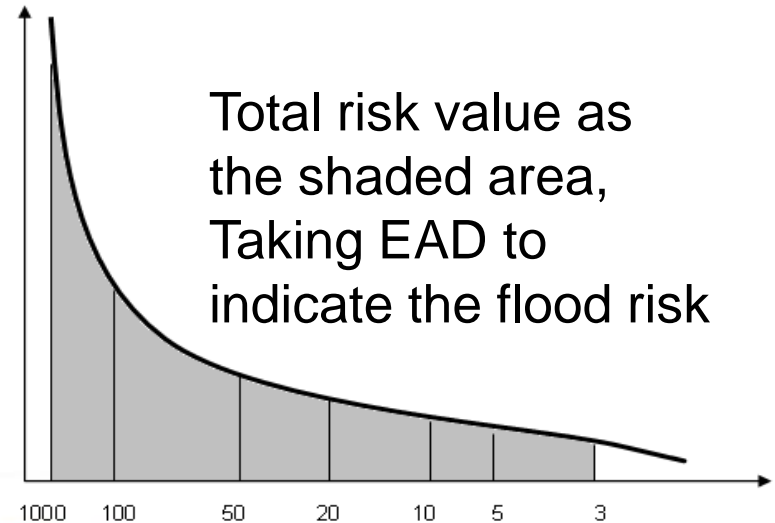 Total risk value as
the shaded area,
Taking EAD to
indicate the flood risk
1000 100 50 20 10 5 3